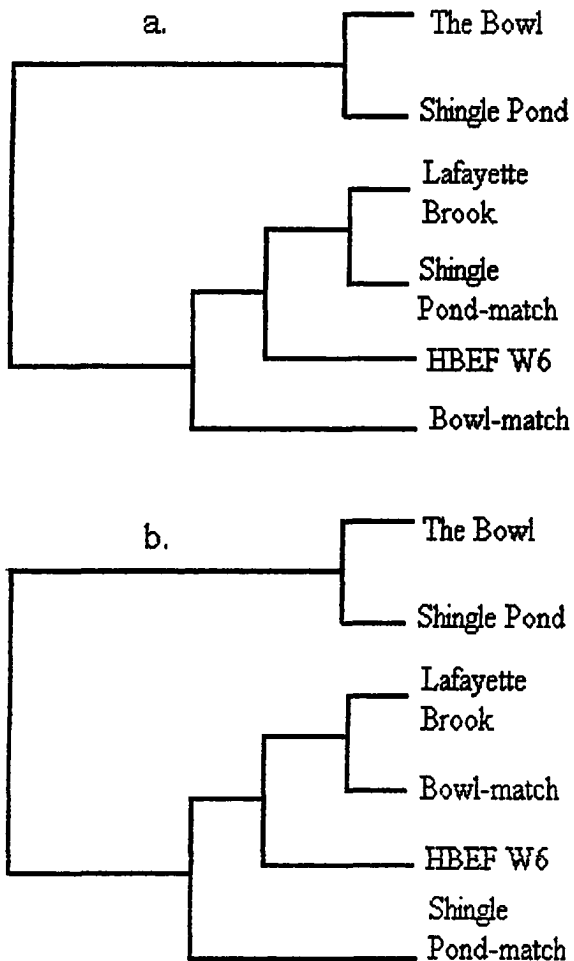 a.
The Bowl
Shingle Pond
Lafayette
Brook
Shingle
Pond-match
HBEF W6
Bowl-match
b.
The Bowl
Shingle Pond
Lafayette
Brook
Bowl-match
HBEF W6
Shingle
Pond-match